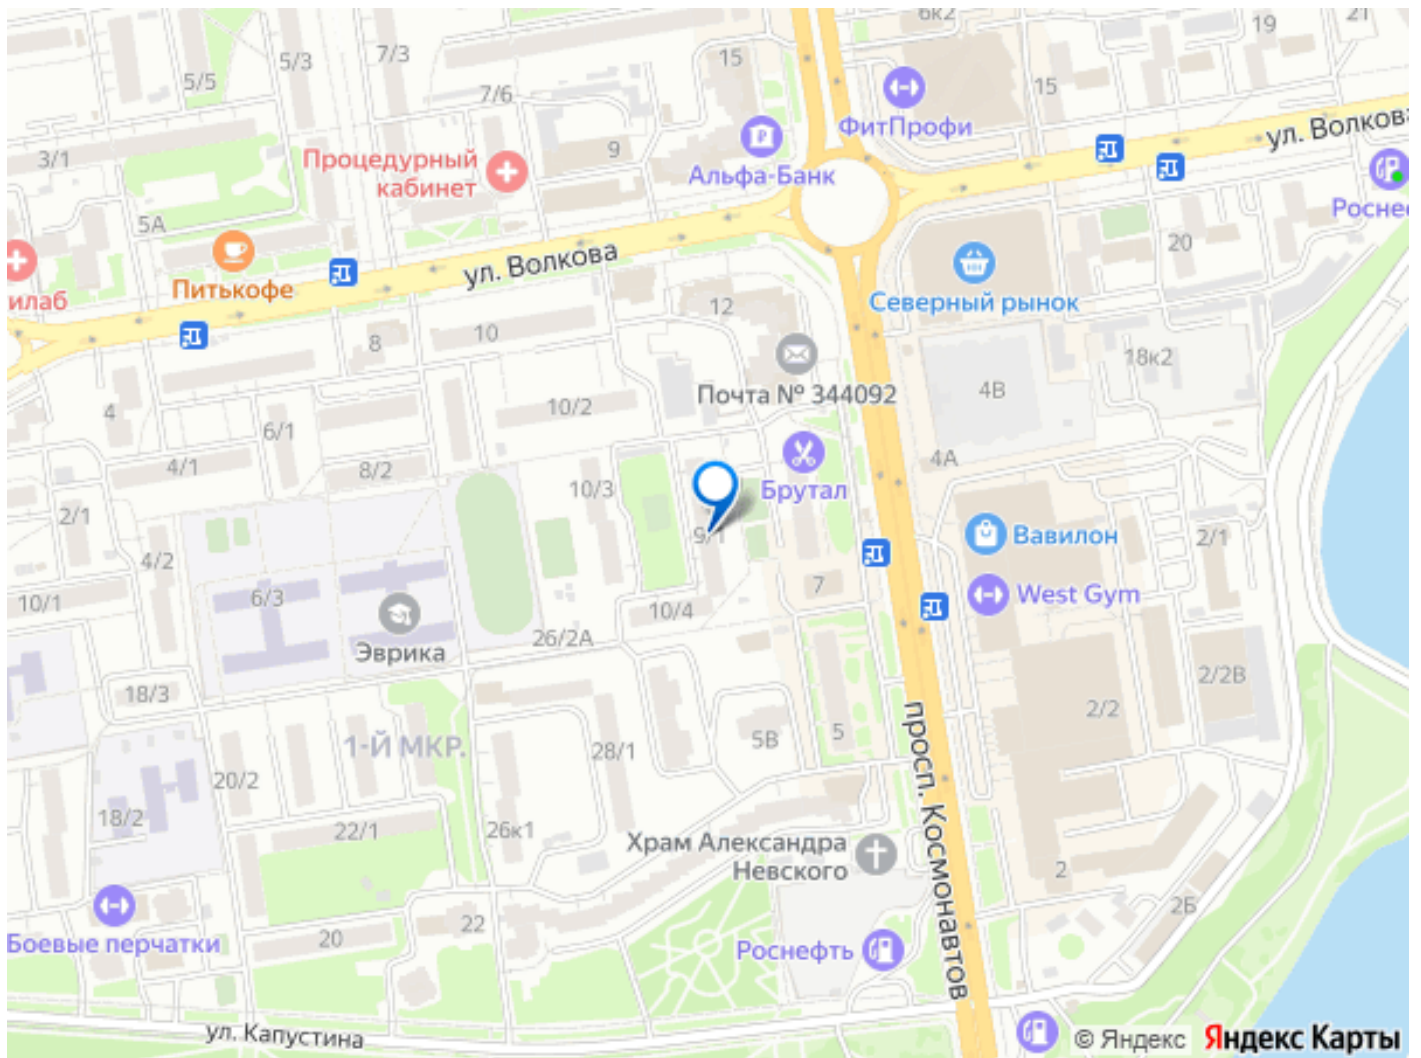 6к2
19
21
5/3
7/3
15
5/5
7/6
15
ФитПрофи
ул. Волкова
3/1
Процедурный
кабинет
9
Альфа-Банк
Росне
5А
20
Питькофе
ул. Волкова
Северный рынок
илаб
12
8
10
18к2
Почта № 344092
4В
4
10/2
6/1
4/1
8/2
10/3
Брутал
4А
2/1
9/1
Вавилон
2/1
4/2
10/1
6/3
7
West Gym
10/4
Эврика
26/2А
18/3
2/2В
2/2
1-Й МКР.
28/1
5В
5
просп. Космонавтов
20/2
18/2
22/1
26к1
Храм Александра
Невского
2
2Б
Боевые перчатки
20
22
Роснефть
ул. Капустина
© Яндекс Яндекс Карты